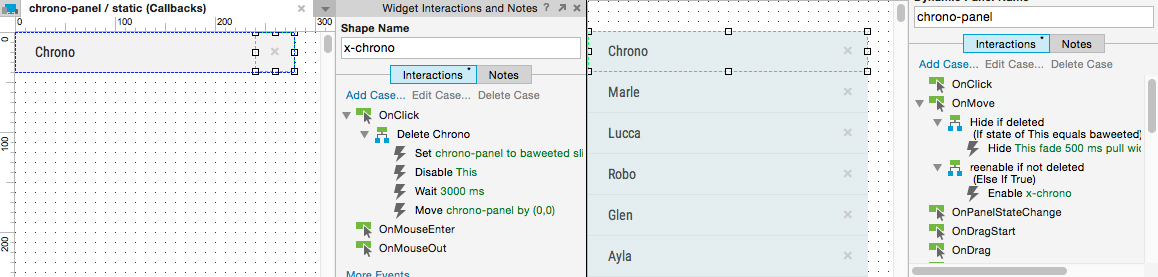 chrono-panel / static (Callbacks)
×
0
100
200
300
0
100
200
Chrono
×
Widget Interactions and Notes
?
Shape Name
x-chrono
Interactions *
Notes
Add Case... Edit Case... Delete Case
OnClick
Delete Chrono
Set chrono-panel to baweeted sli
Disable This
Wait 3000 ms
Move chrono-panel by (0,0)
OnMouseEnter
OnMouseOut
More Events
Chrono
Marle ×
Lucca ×
Robo ×
Glen ×
Ayla ×
Dynamic Panel Name
chrono-panel
Interactions *
Notes
Add Case... Edit Case... Delete Case
OnClick
OnMove
Hide if deleted
(If state of This equals baweeted)
Hide This fade 500 ms pull wid
reenable if not deleted
(Else If True)
Enable x-chrono
OnPanelStateChange
OnDragStart
OnDrag